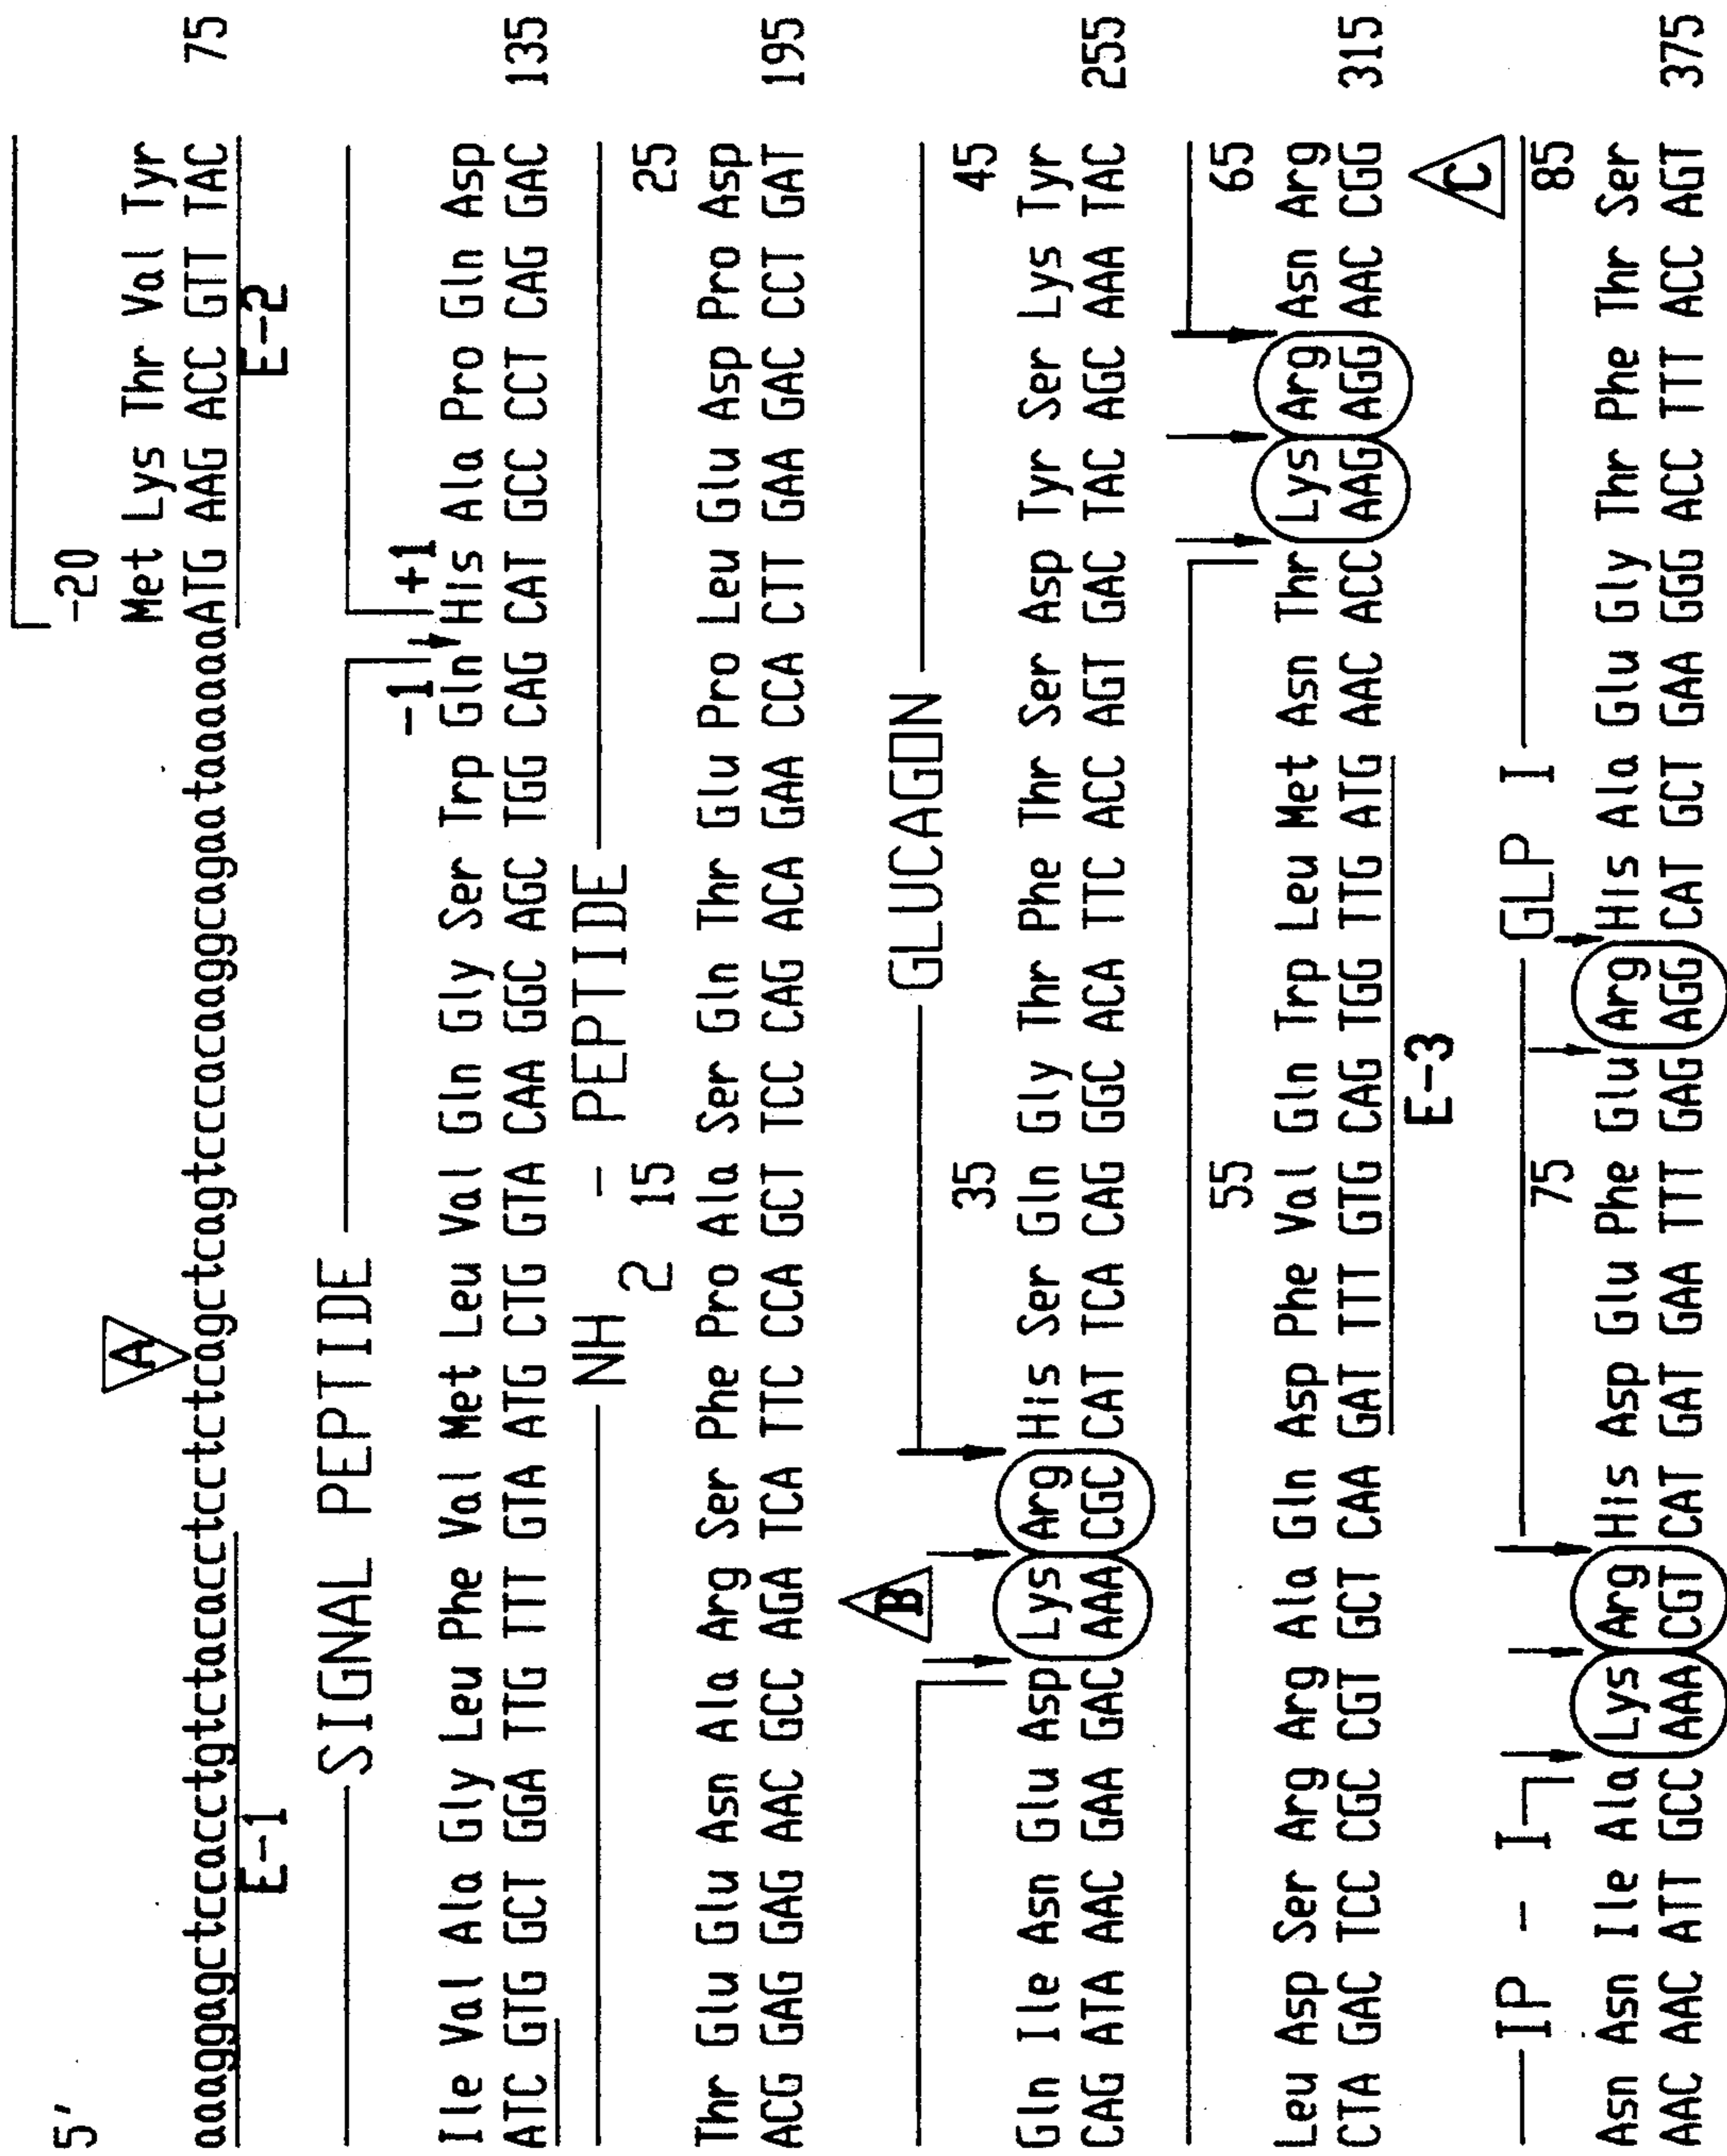 5'
-20
Met Lys Thr Val Tyr
A
aaaggagctccacctgtctacacctcctctcagctcagtcccacaaggcagaataaaaaaATG AAG ACC GTT TAC 75
E-1 E-2
SIGNAL PEPTIDE -1 +1
Ile Val Ala Gly Leu Phe Val Met Leu Val Gln Gly Ser Trp Gln His Ala Pro Gln Asp
ATC GTG GCT GGA TTG TTT GTA ATG CTG GTA CAA GGC AGC TGG CAG CAT GCC CCT CAG GAC 135
NH2 - PEPTIDE
15 25
Thr Glu Glu Asn Ala Arg Ser Phe Pro Ala Ser Gln Thr Glu Pro Leu Glu Asp Pro Asp
ACG GAG GAG AAC GCC AGA TCA TTC CCA GCT TCC CAG ACA GAA CCA CTT GAA GAC CCT GAT 195
B GLUCAGON
35 45
Gln Ile Asn Glu Asp Lys Arg His Ser Gln Gly Thr Phe Thr Ser Asp Tyr Ser Lys Tyr
CAG ATA AAC GAA GAC AAA CGC CAT TCA CAG GGC ACA TTC ACC AGT GAC TAC AGC AAA TAC 255
55 65
Leu Asp Ser Arg Arg Ala Gln Asp Phe Val Gln Trp Leu Met Asn Thr Lys Arg Asn Arg
CTA GAC TCC CGC CGT GCT CAA GAT TTT GTG CAG TGG TTG ATG AAC ACC AAG AGG AAC CGG 315
E-3
C
IP - I GLP I
75 85
Asn Asn Ile Ala Lys Arg His Asp Glu Phe Glu Arg His Ala Glu Gly Thr Phe Thr Ser
AAC AAC ATT GCC AAA CGT CAT GAT GAA TTT GAG AGG CAT GCT GAA GGG ACC TTT ACC AGT 375